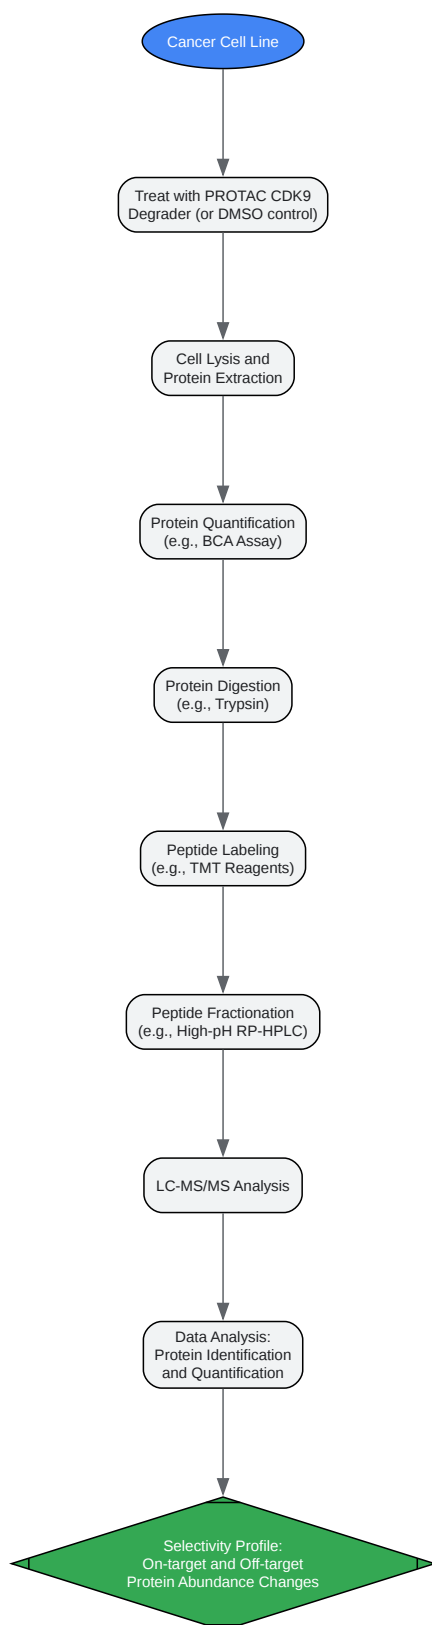 Cancer Cell Line
Treat with PROTAC CDK9
Degrader (or DMSO control)
Cell Lysis and
Protein Extraction
Protein Quantification
(e.g., BCA Assay)
Protein Digestion
(e.g., Trypsin)
Peptide Labeling
(e.g., TMT Reagents)
Peptide Fractionation
(e.g., High-pH RP-HPLC)
LC-MS/MS Analysis
Data Analysis:
Protein Identification
and Quantification
Selectivity Profile:
On-target and Off-target
Protein Abundance Changes